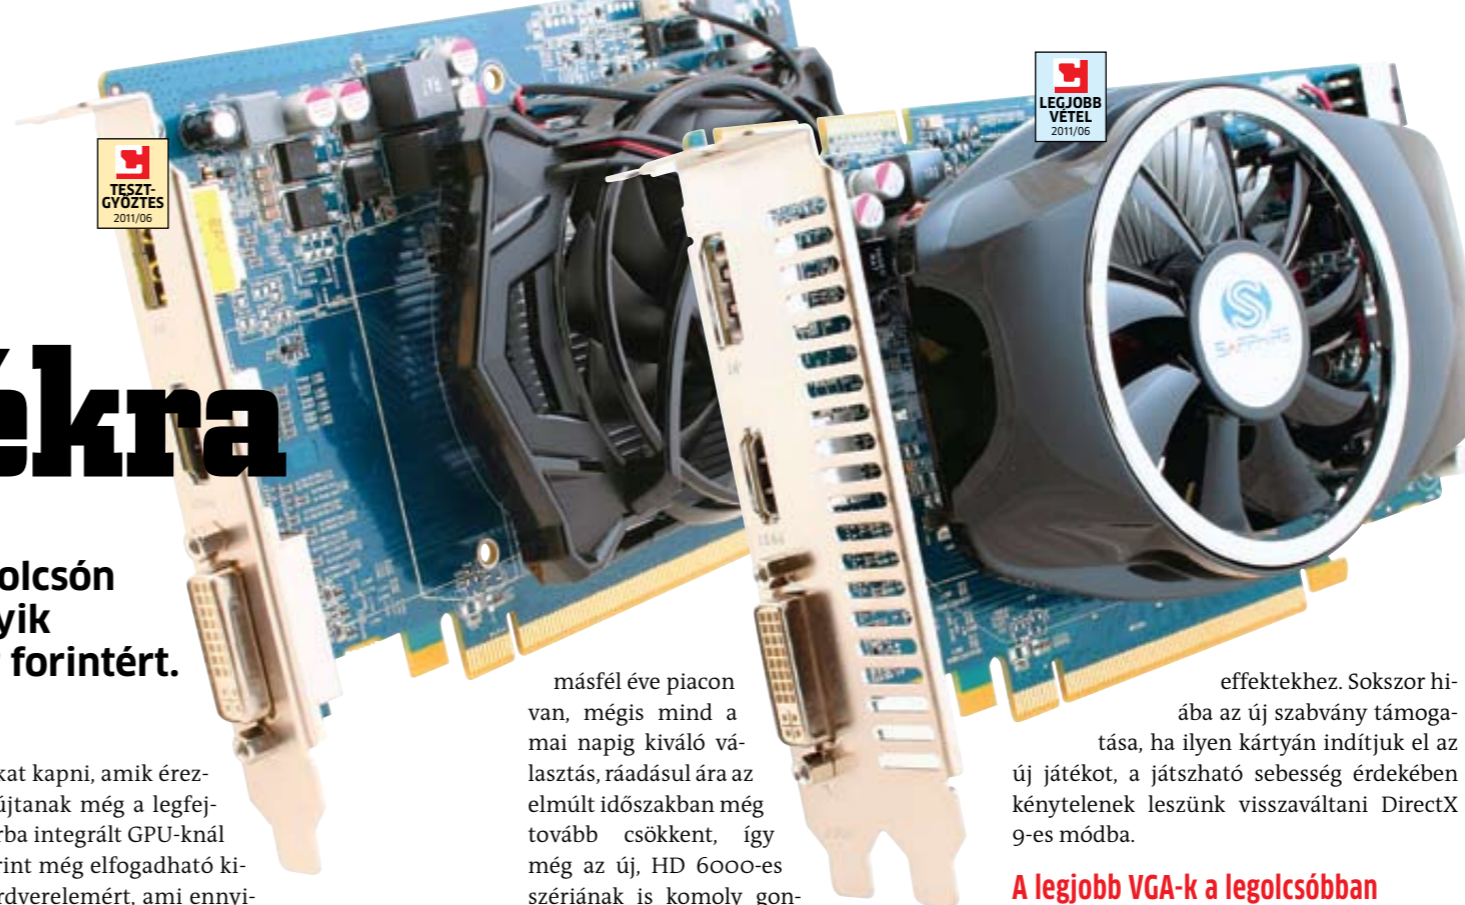 TESZT-
GYŐZTES
2011/06
LEGJOBB
VÉTEL
2011/06
SAPPHIRE
ékra
olcsón
yik
forintért.
kat kapni, amik érez-
újtanak még a legfej-
rba integrált GPU-knál
rint még elfogadható ki-
rdverelemért, ami ennyi-
másfél éve piacon
van, mégis mind a
mai napig kiváló vá-
lasztás, ráadásul ára az
elmúlt időszakban még
tovább csökkent, így
még az új, HD 6000-es
szériának is komoly gon-
effektekhez. Sokszor hi-
ába az új szabvány támoga-
tása, ha ilyen kártyán indítjuk el az
új játékot, a játszható sebesség érdekében
kénytelenek leszünk visszaváltani DirectX
9-es módba.
A legjobb VGA-k a legolcsóbban